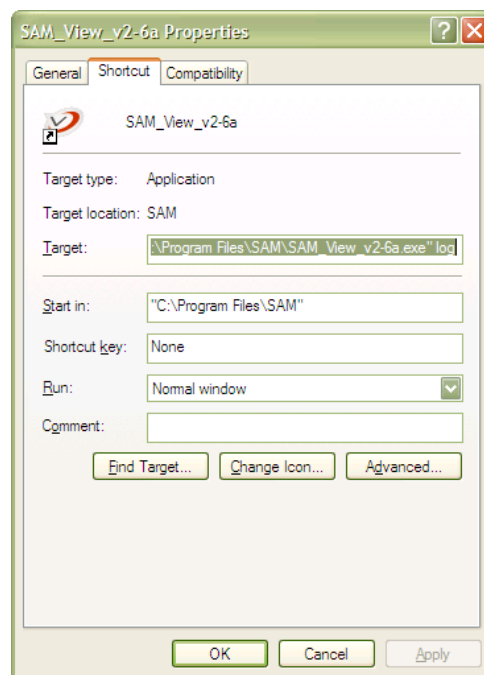 SAM_View_v2-6a Properties
General Shortcut Compatibility
SAM_View_v2-6a
Target type: Application
Target location: SAM
Target: :\Program Files\SAM\SAM_View_v2-6a.exe" log
Start in: "C:\Program Files\SAM"
Shortcut key: None
Run: Normal window
Comment:
Find Target... Change Icon... Advanced...
OK Cancel Apply